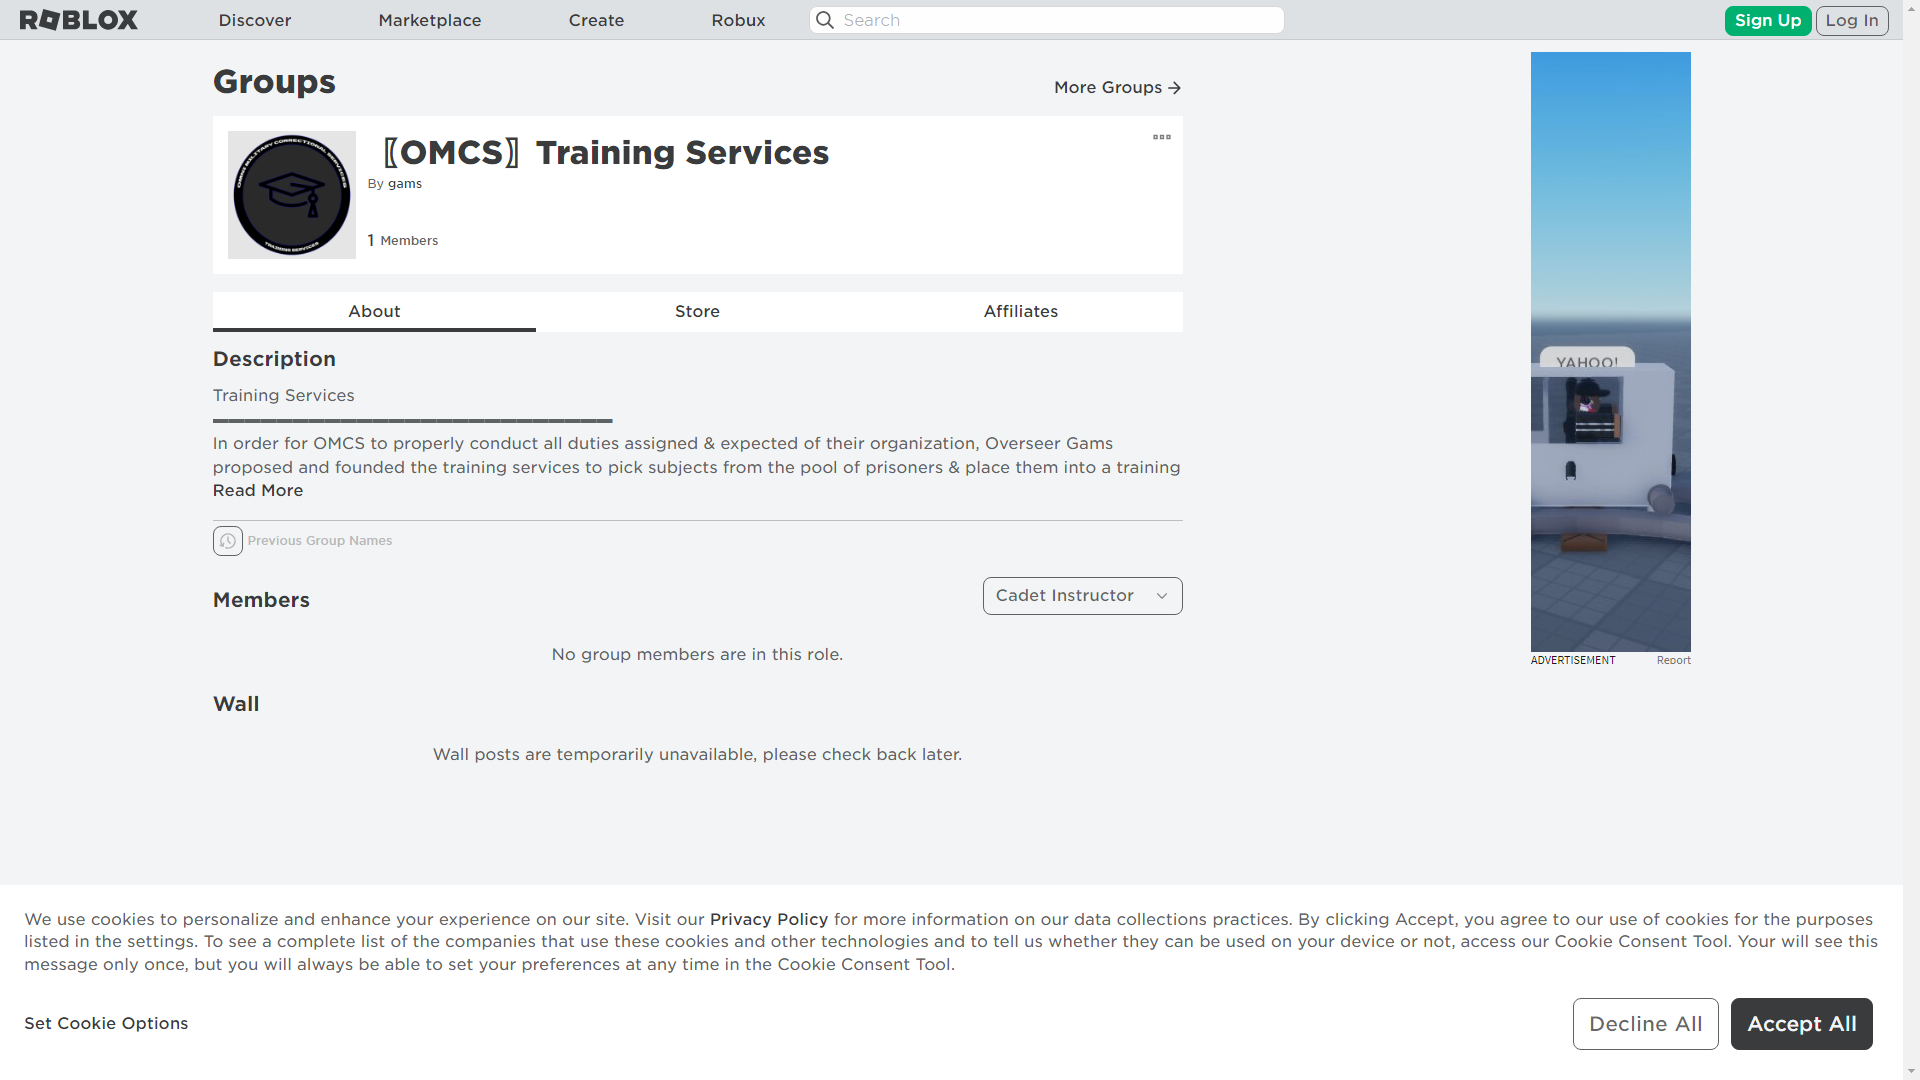 ROBLOX
Discover
Marketplace
Create
Robux
Search
Sign Up
Log In
Groups
More Groups
OMNI MILITARY CORRECTIONAL SERVICES
TRAINING SERVICES
〖OMCS〗Training Services
By gams
1 Members
About
Store
Affiliates
Description
Training Services
In order for OMCS to properly conduct all duties assigned & expected of their organization, Overseer Gams
proposed and founded the training services to pick subjects from the pool of prisoners & place them into a training
Read More
Previous Group Names
Members
Cadet Instructor
No group members are in this role.
Wall
Wall posts are temporarily unavailable, please check back later.
YAHOO!
ADVERTISEMENT
Report
We use cookies to personalize and enhance your experience on our site. Visit our Privacy Policy for more information on our data collections practices. By clicking Accept, you agree to our use of cookies for the purposes
listed in the settings. To see a complete list of the companies that use these cookies and other technologies and to tell us whether they can be used on your device or not, access our Cookie Consent Tool. Your will see this
message only once, but you will always be able to set your preferences at any time in the Cookie Consent Tool.
Set Cookie Options
Decline All
Accept All